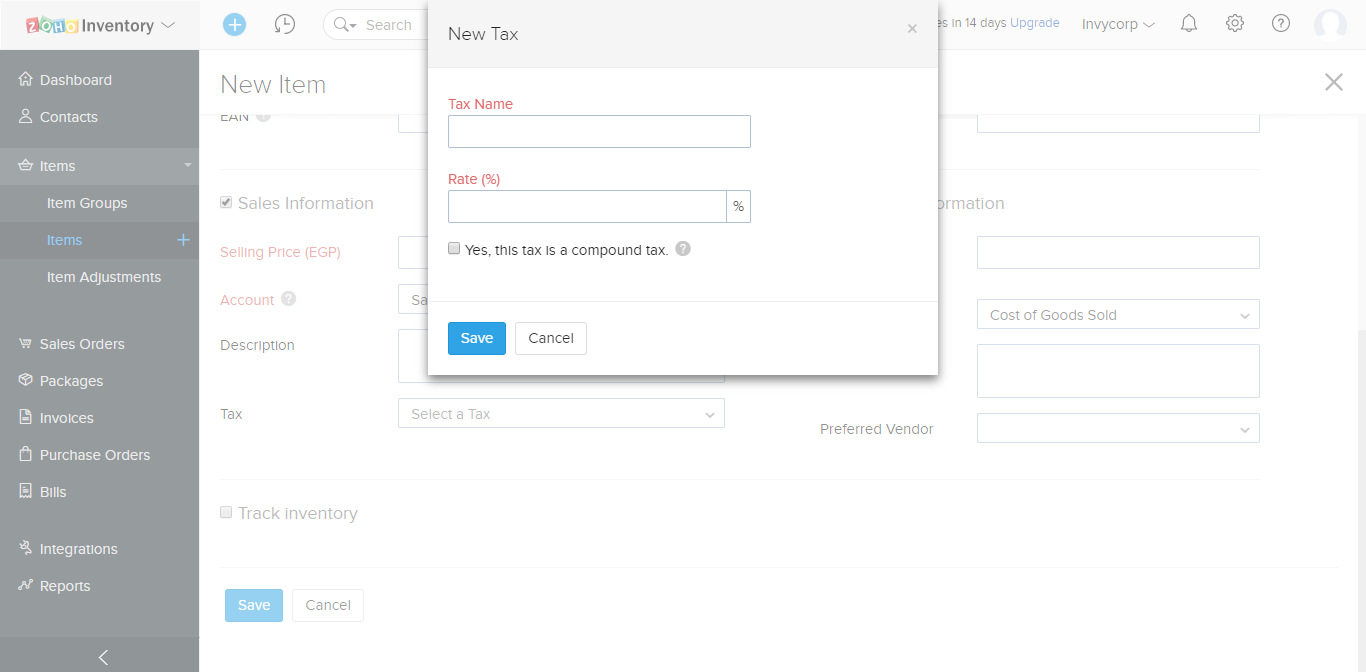 ZOHO Inventory
Search
New Tax
×
es in 14 days Upgrade
Invycorp
Dashboard
Contacts
Items
Item Groups
Items
Item Adjustments
Sales Orders
Packages
Invoices
Purchase Orders
Bills
Integrations
Reports
New Item
EAN
Tax Name
Rate (%)
%
Yes, this tax is a compound tax.
Save
Cancel
Sales Information
ormation
Selling Price (EGP)
Account
Sa
Cost of Goods Sold
Description
Tax
Select a Tax
Preferred Vendor
Track inventory
Save
Cancel